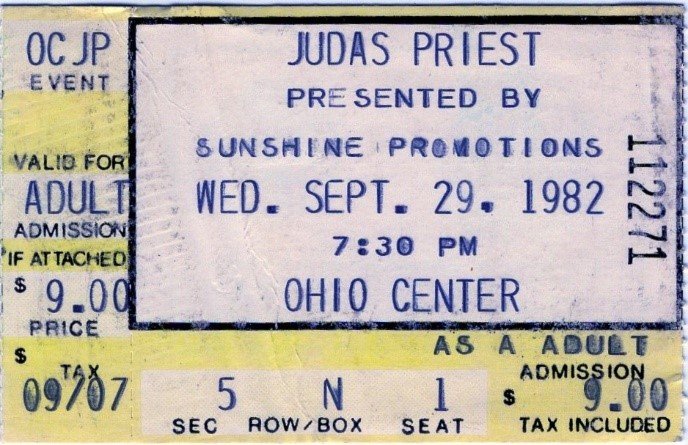 OCJP
EVENT
VALID FOR
ADULT
ADMISSION
IF ATTACHED
$ 9.00
PRICE
$
TAX
09/07
JUDAS PRIEST
PRESENTED BY
SUNSHINE PROMOTIONS
WED. SEPT. 29. 1982
7:30 PM
OHIO CENTER
112271
AS A ADULT
ADMISSION
$ 9.00
TAX INCLUDED
5 N 1
SEC ROW/BOX SEAT